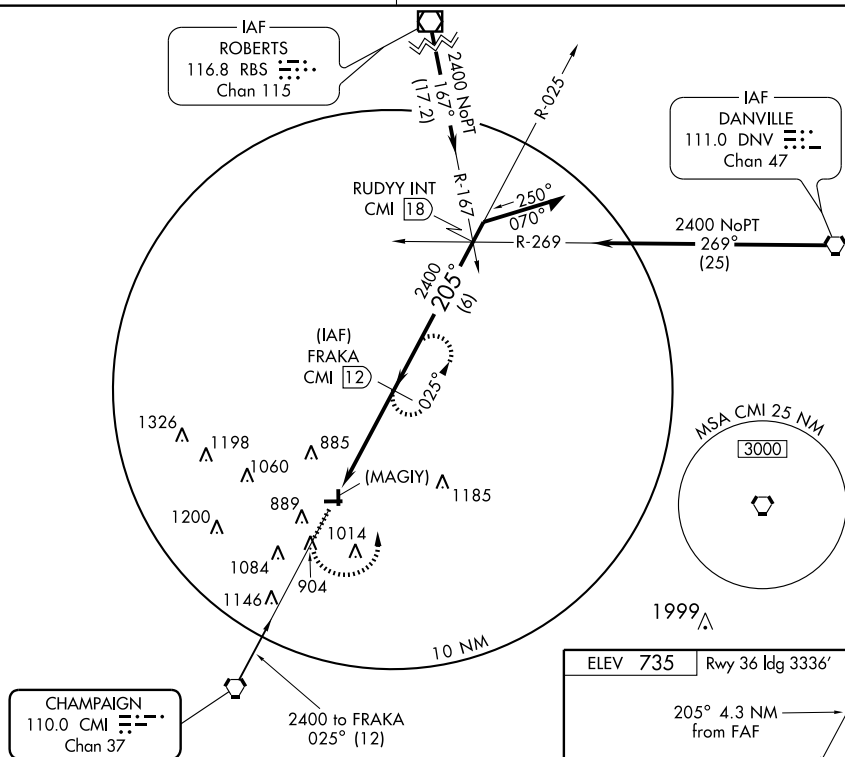 IAF
ROBERTS
116.8 RBS
Chan 115
2400 NoPT
167°
(17.2)
R-167
R-025
IAF
DANVILLE
111.0 DNV
Chan 47
RUDYY INT
CMI 18
250°
070°
R-269
2400 NoPT
269°
(25)
2400
205°
(6)
(IAF)
FRAKA
CMI 12
025°
1326
1198
1060
885
(MAGIY)
1185
MSA CMI 25 NM
3000
1200
889
1084
1014
904
1146
1999
10 NM
CHAMPAIGN
110.0 CMI
Chan 37
2400 to FRAKA
025° (12)
ELEV 735
Rwy 36 ldg 3336'
205° 4.3 NM
from FAF